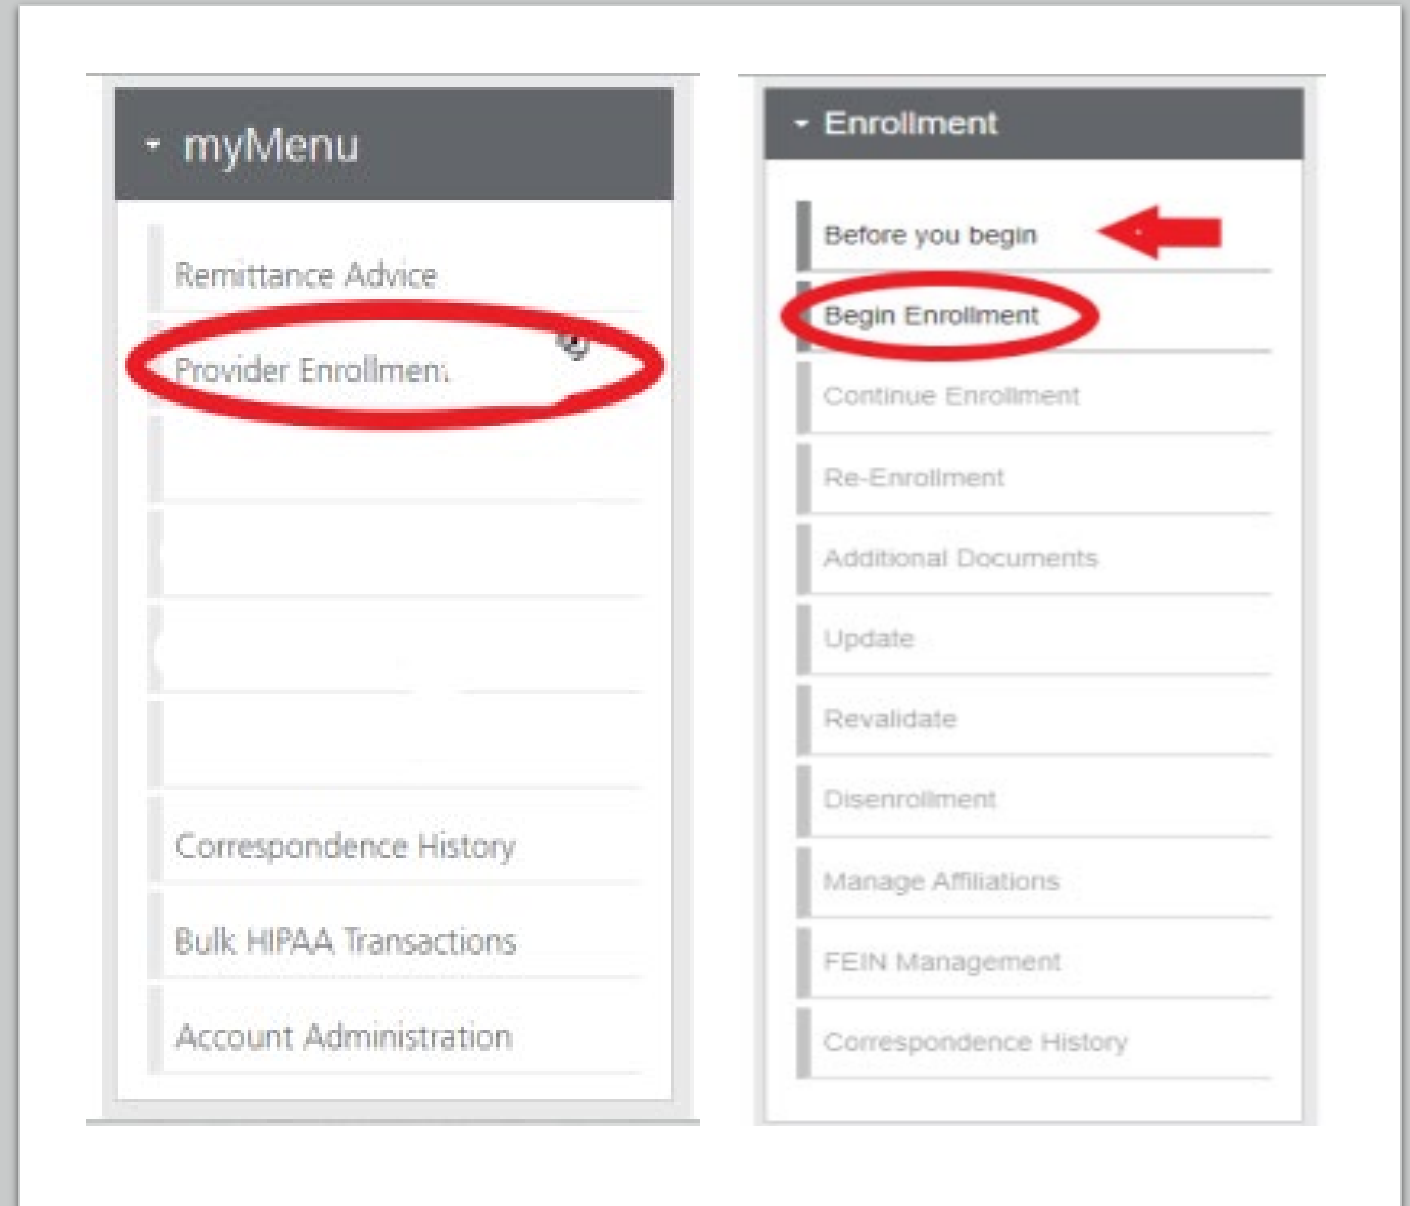 myMenu
Remittance Advice
Provider Enrollment
Correspondence History
Bulk HIPAA Transactions
Account Administration
Enrollment
Before you begin
Begin Enrollment
Continue Enrollment
Re-Enrollment
Additional Documents
Update
Revalidate
Disenrollment
Manage Affiliations
FEIN Management
Correspondence History